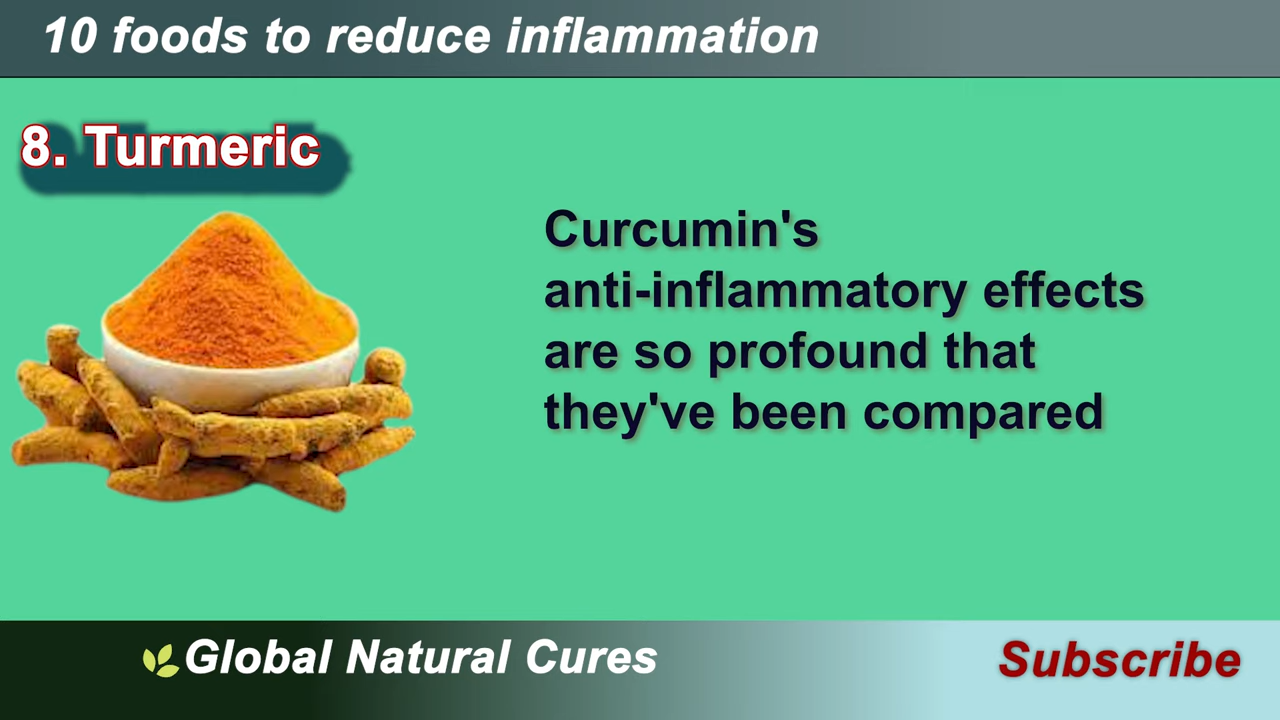 10 foods to reduce inflammation
8. Turmeric
Curcumin's
anti-inflammatory effects
are so profound that
they've been compared
Global Natural Cures
Subscribe